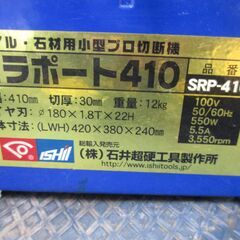 ル・石材用小型プロ切断機
ラポート410
品番
SRP-41
:410mm 切厚:30mm 重量:12kg
ヤ刃:⌀180×1.8T×22H
体寸法:(LWH)420×380×240mm
100V
50/60Hz
550W
5.5A
3,550rpm
ISHII
総輸入発売元
(株)石井超硬工具製作所
(https://www.ishiitools.jp/)